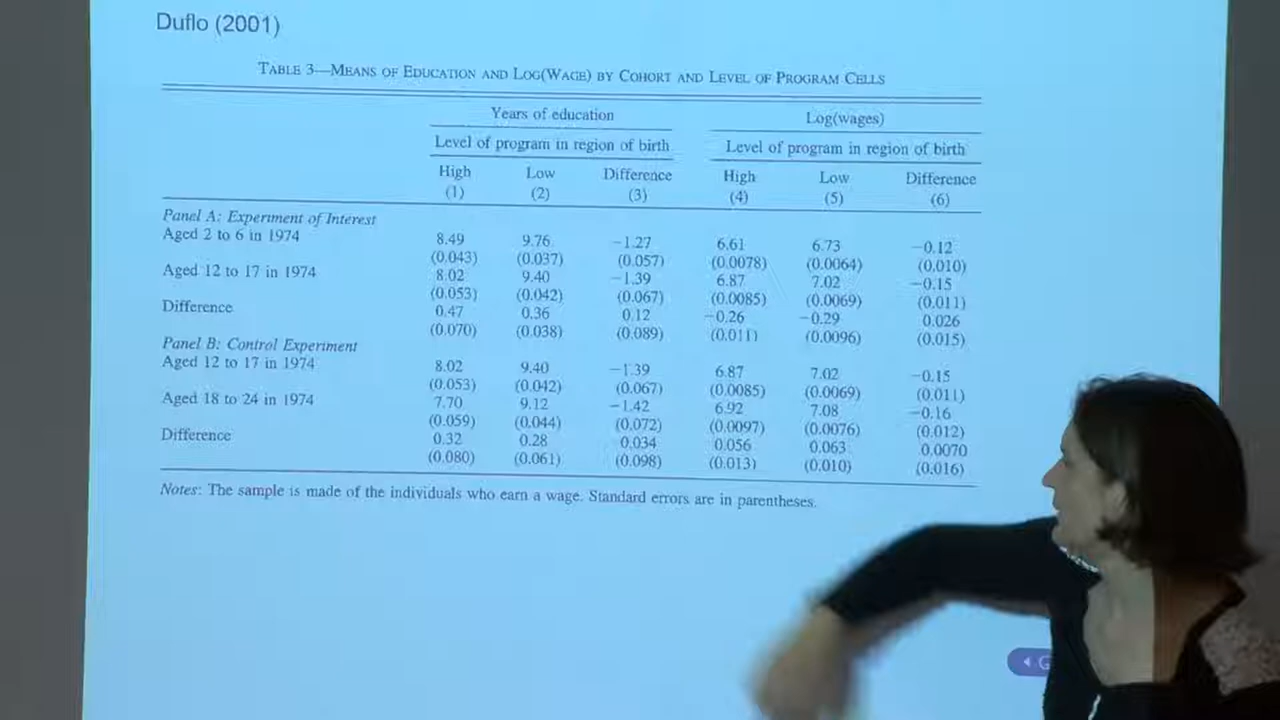 Duflo (2001)
TABLE 3—MEANS OF EDUCATION AND LOG(WAGE) BY COHORT AND LEVEL OF PROGRAM CELLS
Years of education Log(wages)
Level of program in region of birth Level of program in region of birth
High Low Difference High Low Difference
(1) (2) (3) (4) (5) (6)
Panel A: Experiment of Interest
Aged 2 to 6 in 1974 8.49 9.76 −1.27 6.61 6.73 −0.12
(0.043) (0.037) (0.057) (0.0078) (0.0064) (0.010)
Aged 12 to 17 in 1974 8.02 9.40 −1.39 6.87 7.02 −0.15
(0.053) (0.042) (0.067) (0.0085) (0.0069) (0.011)
Difference 0.47 0.36 0.12 −0.26 −0.29 0.026
(0.070) (0.038) (0.089) (0.011) (0.0096) (0.015)
Panel B: Control Experiment
Aged 12 to 17 in 1974 8.02 9.40 −1.39 6.87 7.02 −0.15
(0.053) (0.042) (0.067) (0.0085) (0.0069) (0.011)
Aged 18 to 24 in 1974 7.70 9.12 −1.42 6.92 7.08 −0.16
(0.059) (0.044) (0.072) (0.0097) (0.0076) (0.012)
Difference 0.32 0.28 0.034 0.056 0.063 0.0070
(0.080) (0.061) (0.098) (0.013) (0.010) (0.016)
Notes: The sample is made of the individuals who earn a wage. Standard errors are in parentheses.